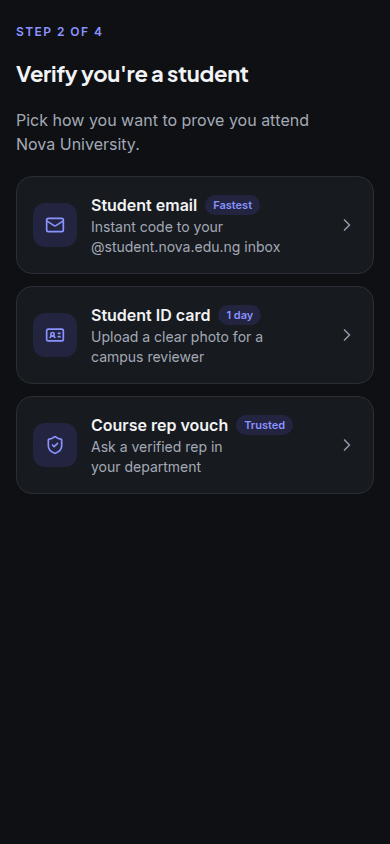 STEP 2 OF 4
Verify you're a student
Pick how you want to prove you attend
Nova University.
Student email Fastest
Instant code to your
@student.nova.edu.ng inbox
Student ID card 1 day
Upload a clear photo for a
campus reviewer
Course rep vouch Trusted
Ask a verified rep in
your department